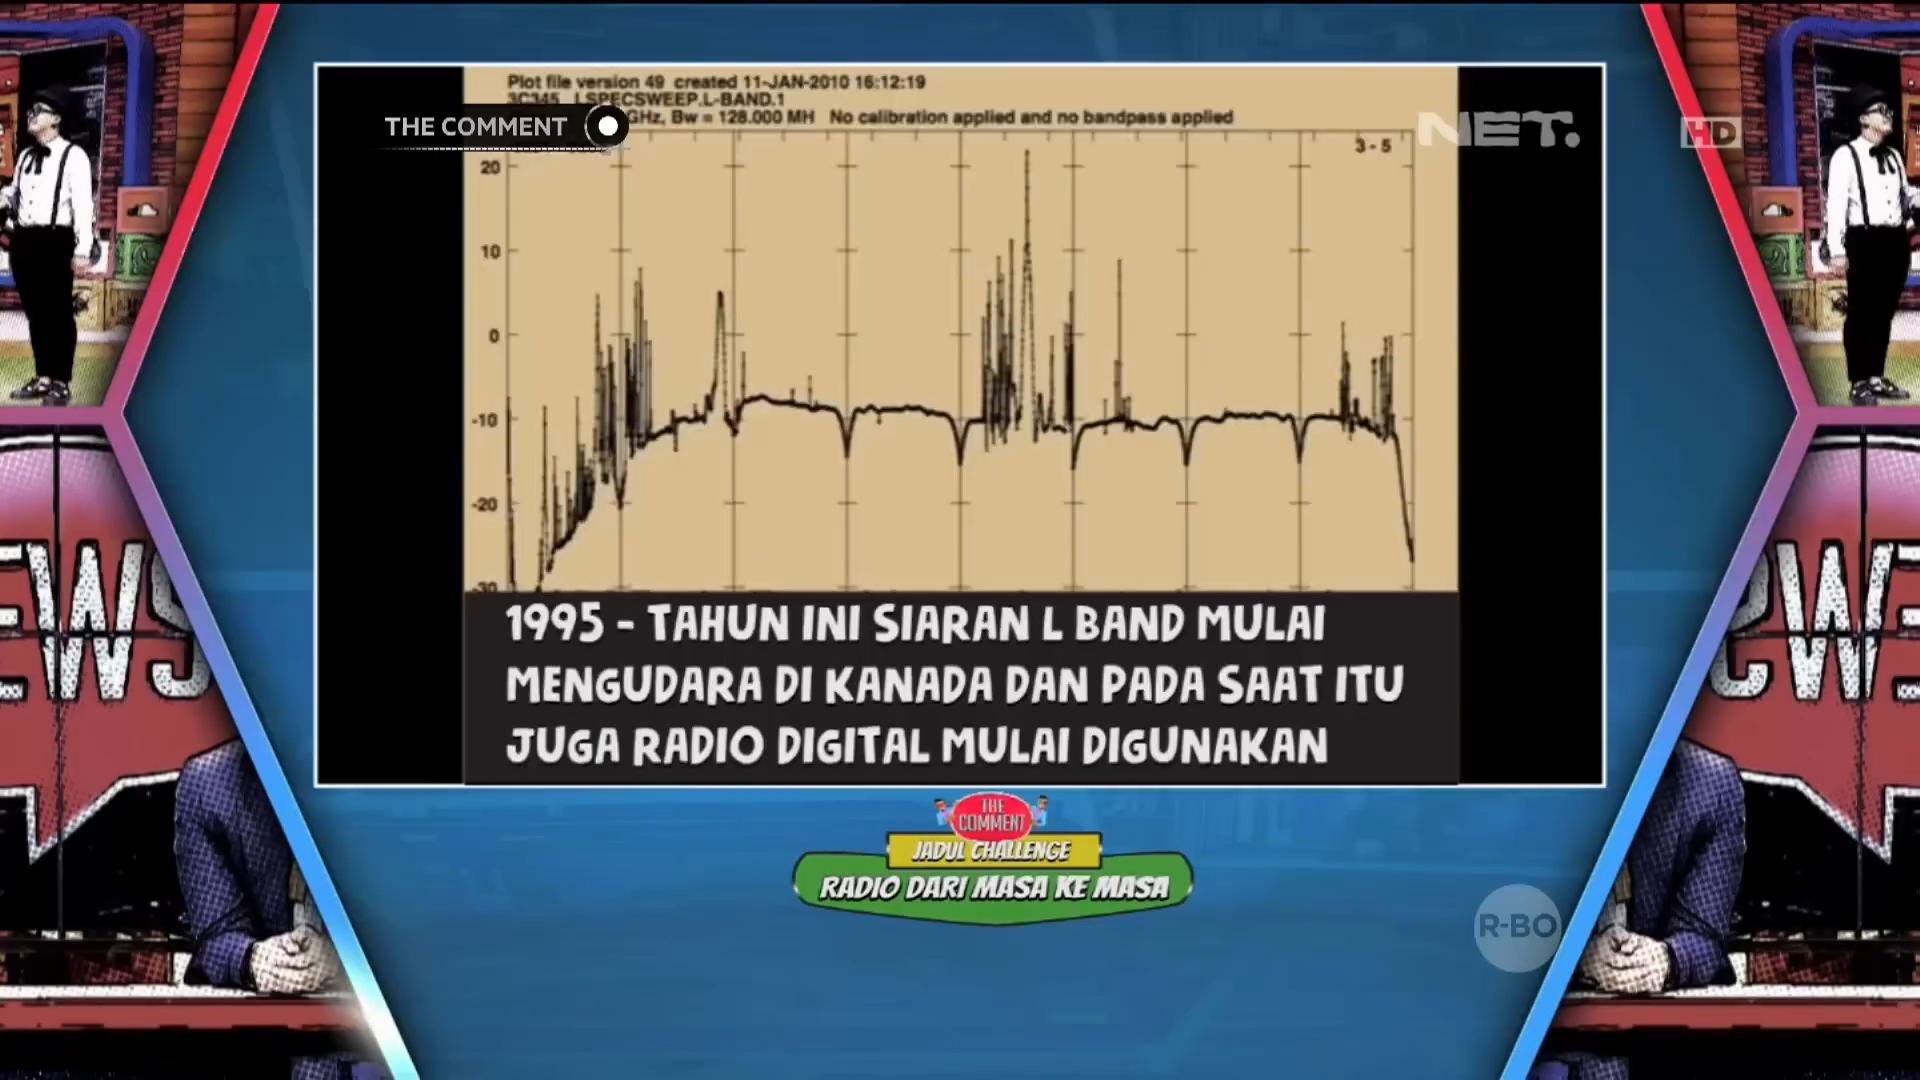 Plot file version 49 created 11-JAN-2010 16:12:19
3C345 LSPECSWEEP.L-BAND.1
GHz, Bw = 128.000 MH No calibration applied and no bandpass applied
THE COMMENT
NET.
HD
3 - 5
20
10
0
-10
-20
-30
1995 - TAHUN INI SIARAN L BAND MULAI
MENGUDARA DI KANADA DAN PADA SAAT ITU
JUGA RADIO DIGITAL MULAI DIGUNAKAN
THE
COMMENT
JADUL CHALLENGE
RADIO DARI MASA KE MASA
R-BO